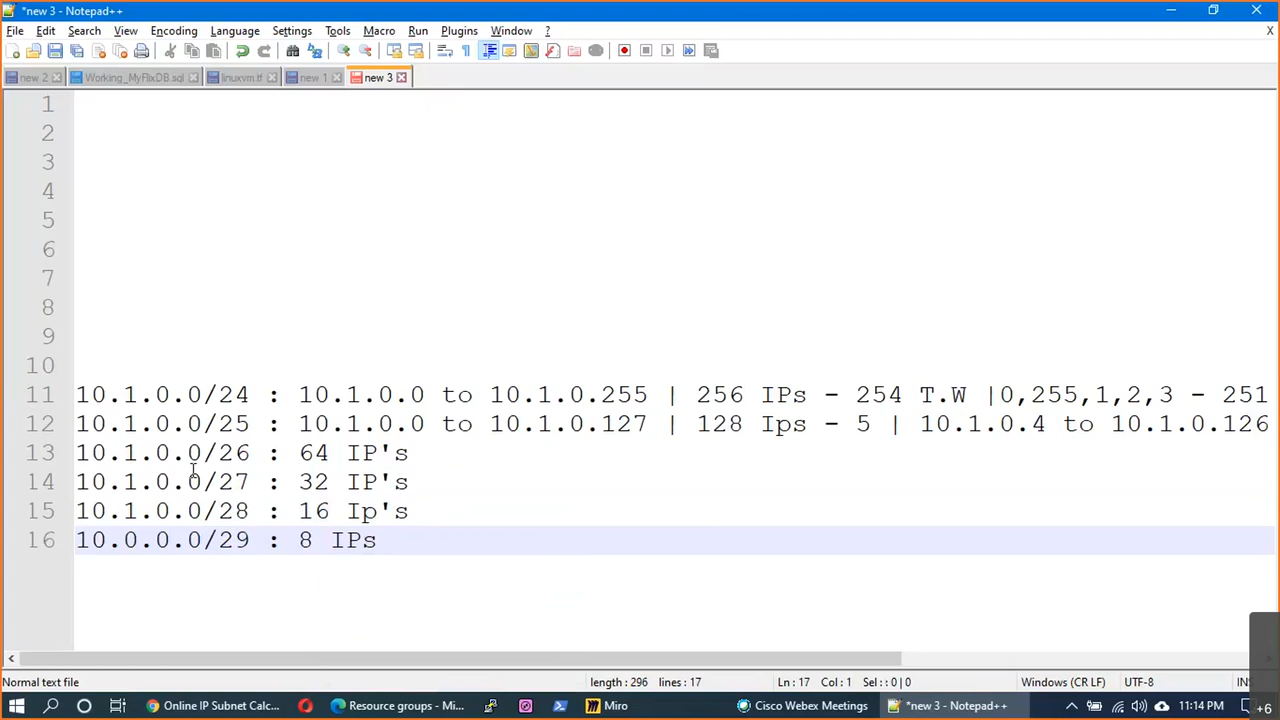 *new 3 - Notepad++
File Edit Search View Encoding Language Settings Tools Macro Run Plugins Window ? X
new 2 Working_MyFlixDB.sql linuxvm.tf new 1 new 3
1
2
3
4
5
6
7
8
9
10
11 10.1.0.0/24 : 10.1.0.0 to 10.1.0.255 | 256 IPs - 254 T.W |0,255,1,2,3 - 251
12 10.1.0.0/25 : 10.1.0.0 to 10.1.0.127 | 128 Ips - 5 | 10.1.0.4 to 10.1.0.126
13 10.1.0.0/26 : 64 IP's
14 10.1.0.0/27 : 32 IP's
15 10.1.0.0/28 : 16 Ip's
16 10.0.0.0/29 : 8 IPs
Normal text file length : 296 lines : 17 Ln : 17 Col : 1 Sel : 0 | 0 Windows (CR LF) UTF-8 IN
Online IP Subnet Calc... Resource groups - Mi... Miro Cisco Webex Meetings *new 3 - Notepad++ 11:14 PM +6